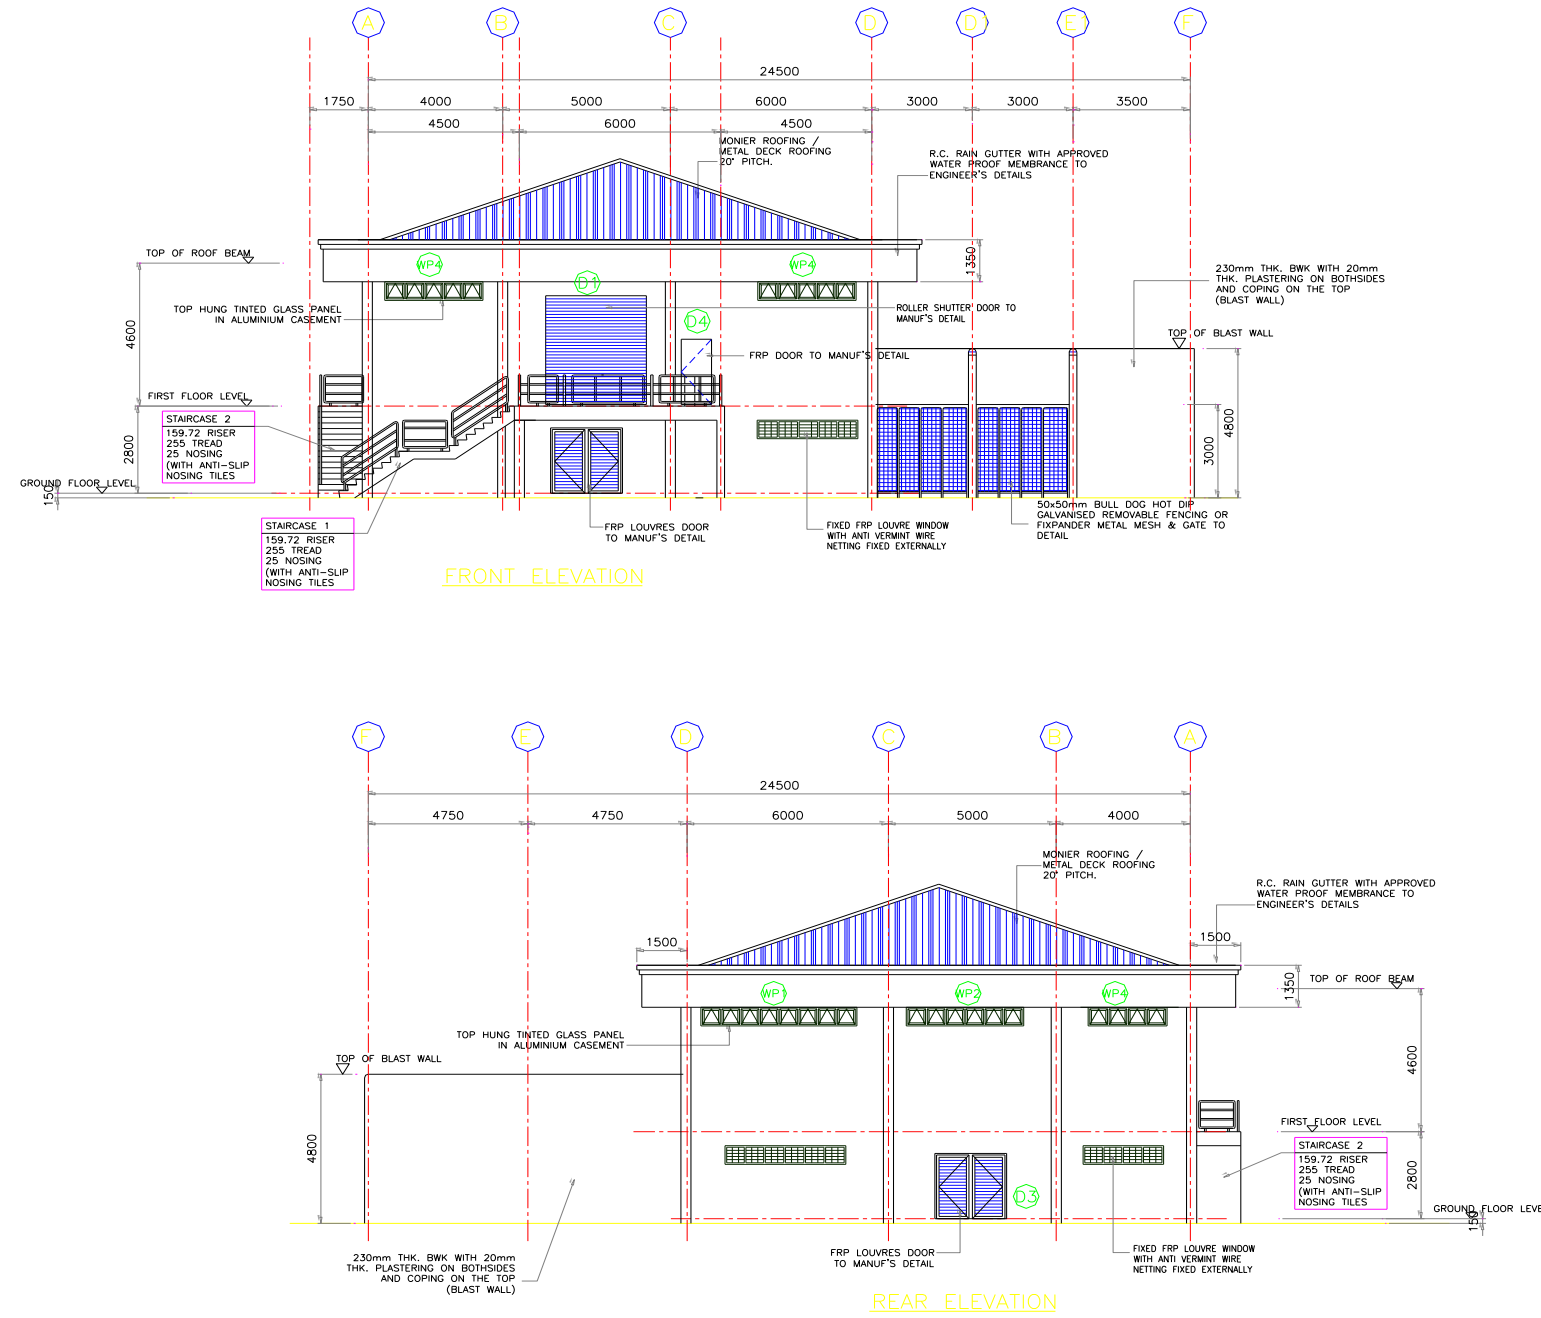 A B C D D1 E1 F
24500
1750 4000 5000 6000 3000 3000 3500
4500 6000 4500
MONIER ROOFING /
METAL DECK ROOFING
20° PITCH.
R.C. RAIN GUTTER WITH APPROVED
WATER PROOF MEMBRANCE TO
ENGINEER'S DETAILS
TOP OF ROOF BEAM
WP4
D1
WP4
1350
230mm THK. BWK WITH 20mm
THK. PLASTERING ON BOTHSIDES
AND COPING ON THE TOP
(BLAST WALL)
TOP HUNG TINTED GLASS PANEL
IN ALUMINIUM CASEMENT
D4
ROLLER SHUTTER DOOR TO
MANUF'S DETAIL
TOP OF BLAST WALL
4600
FRP DOOR TO MANUF'S DETAIL
FIRST FLOOR LEVEL
STAIRCASE 2
159.72 RISER
255 TREAD
25 NOSING
(WITH ANTI-SLIP
NOSING TILES
2800
3000
4800
GROUND FLOOR LEVEL
150
STAIRCASE 1
159.72 RISER
255 TREAD
25 NOSING
(WITH ANTI-SLIP
NOSING TILES
FRP LOUVRES DOOR
TO MANUF'S DETAIL
FIXED FRP LOUVRE WINDOW
WITH ANTI VERMINT WIRE
NETTING FIXED EXTERNALLY
50x50mm BULL DOG HOT DIP
GALVANISED REMOVABLE FENCING OR
FIXPANDER METAL MESH & GATE TO
DETAIL
FRONT ELEVATION
F E D C B A
24500
4750 4750 6000 5000 4000
MONIER ROOFING /
METAL DECK ROOFING
20° PITCH.
R.C. RAIN GUTTER WITH APPROVED
WATER PROOF MEMBRANCE TO
ENGINEER'S DETAILS
1500
1500
WP1
WP2
WP4
1350
TOP OF ROOF BEAM
TOP HUNG TINTED GLASS PANEL
IN ALUMINIUM CASEMENT
TOP OF BLAST WALL
4600
4800
FIRST FLOOR LEVEL
STAIRCASE 2
159.72 RISER
255 TREAD
25 NOSING
(WITH ANTI-SLIP
NOSING TILES
2800
D3
GROUND FLOOR LEVE
150
230mm THK. BWK WITH 20mm
THK. PLASTERING ON BOTHSIDES
AND COPING ON THE TOP
(BLAST WALL)
FRP LOUVRES DOOR
TO MANUF'S DETAIL
FIXED FRP LOUVRE WINDOW
WITH ANTI VERMINT WIRE
NETTING FIXED EXTERNALLY
REAR ELEVATION